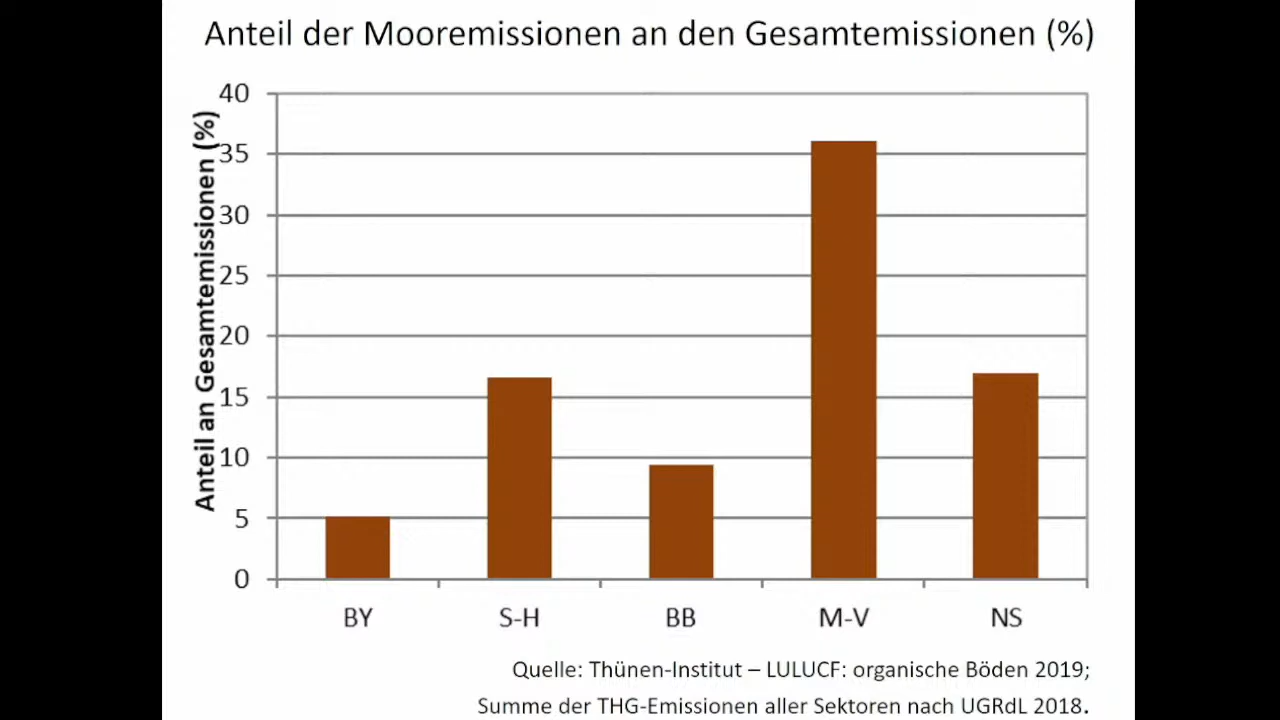 Anteil der Mooremissionen an den Gesamtemissionen (%)
Anteil an Gesamtemissionen (%)
40
35
30
25
20
15
10
5
0
BY S-H BB M-V NS
Quelle: Thünen-Institut – LULUCF: organische Böden 2019;
Summe der THG-Emissionen aller Sektoren nach UGRdL 2018.